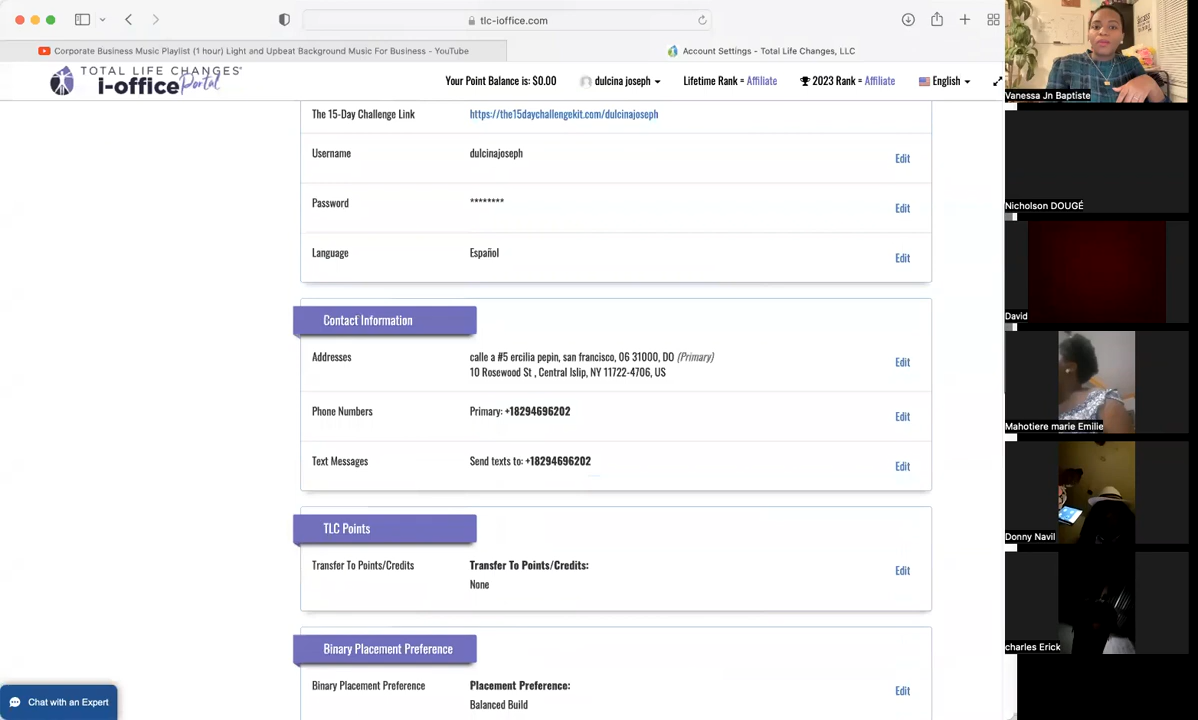 tlc-ioffice.com
Corporate Business Music Playlist (1 hour) Light and Upbeat Background Music For Business - YouTube
Account Settings - Total Life Changes, LLC
TOTAL LIFE CHANGES®
i-office Portal
Your Point Balance is: $0.00
dulcina joseph
Lifetime Rank = Affiliate
2023 Rank = Affiliate
English
The 15-Day Challenge Link
https://the15daychallengekit.com/dulcinajoseph
Username
dulcinajoseph
Edit
Password
********
Edit
Language
Español
Edit
Contact Information
Addresses
calle a #5 ercilia pepin, san francisco, 06 31000, DO (Primary)
10 Rosewood St , Central Islip, NY 11722-4706, US
Edit
Phone Numbers
Primary: +18294696202
Edit
Text Messages
Send texts to: +18294696202
Edit
TLC Points
Transfer To Points/Credits
Transfer To Points/Credits:
None
Edit
Binary Placement Preference
Binary Placement Preference
Placement Preference:
Balanced Build
Edit
Chat with an Expert
Vanessa Jn Baptiste
Nicholson DOUGÉ
David
Mahotiere marie Emilie
Donny Navil
charles Erick